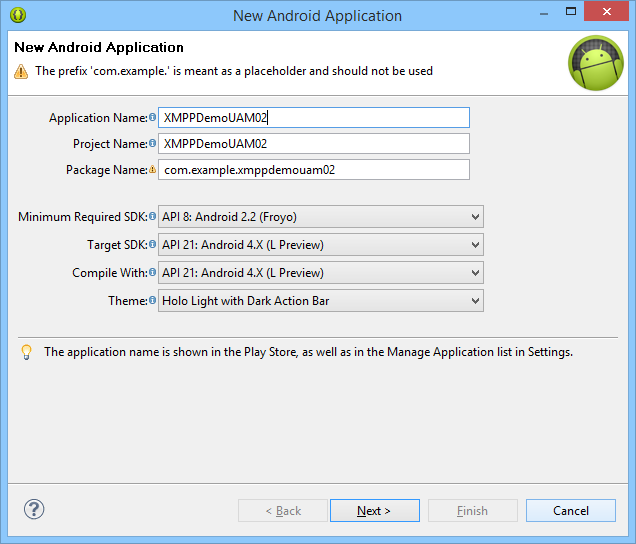 New Android Application
New Android Application
The prefix 'com.example.' is meant as a placeholder and should not be used
Application Name: XMPPDemoUAM02
Project Name: XMPPDemoUAM02
Package Name: com.example.xmppdemouam02
Minimum Required SDK: API 8: Android 2.2 (Froyo)
Target SDK: API 21: Android 4.X (L Preview)
Compile With: API 21: Android 4.X (L Preview)
Theme: Holo Light with Dark Action Bar
The application name is shown in the Play Store, as well as in the Manage Application list in Settings.
? < Back Next > Finish Cancel